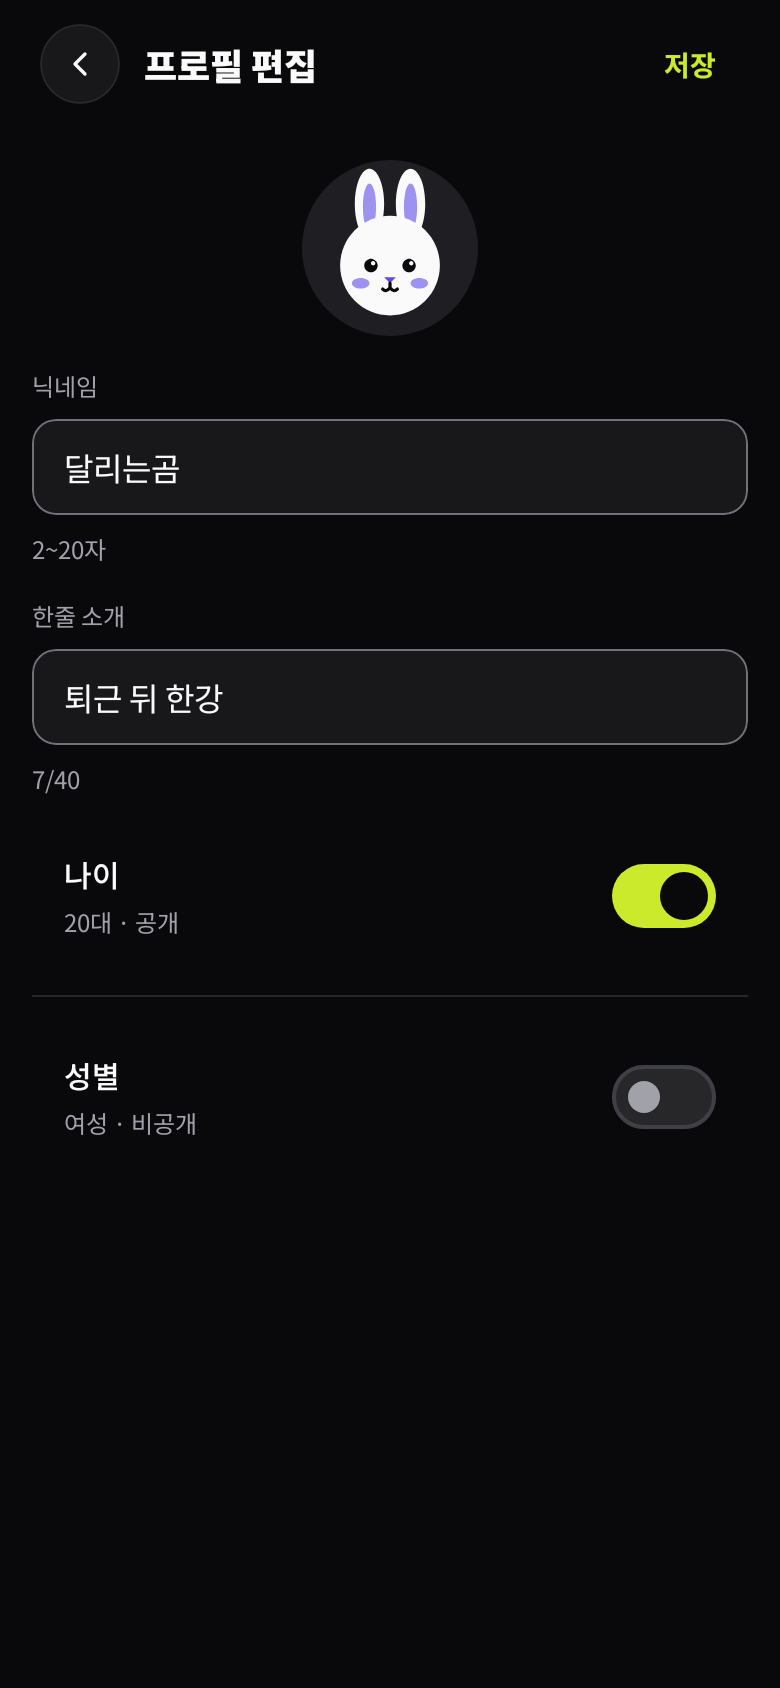 프로필 편집
저장
닉네임
달리는곰
2~20자
한줄 소개
퇴근 뒤 한강
7/40
나이
20대 · 공개
성별
여성 · 비공개